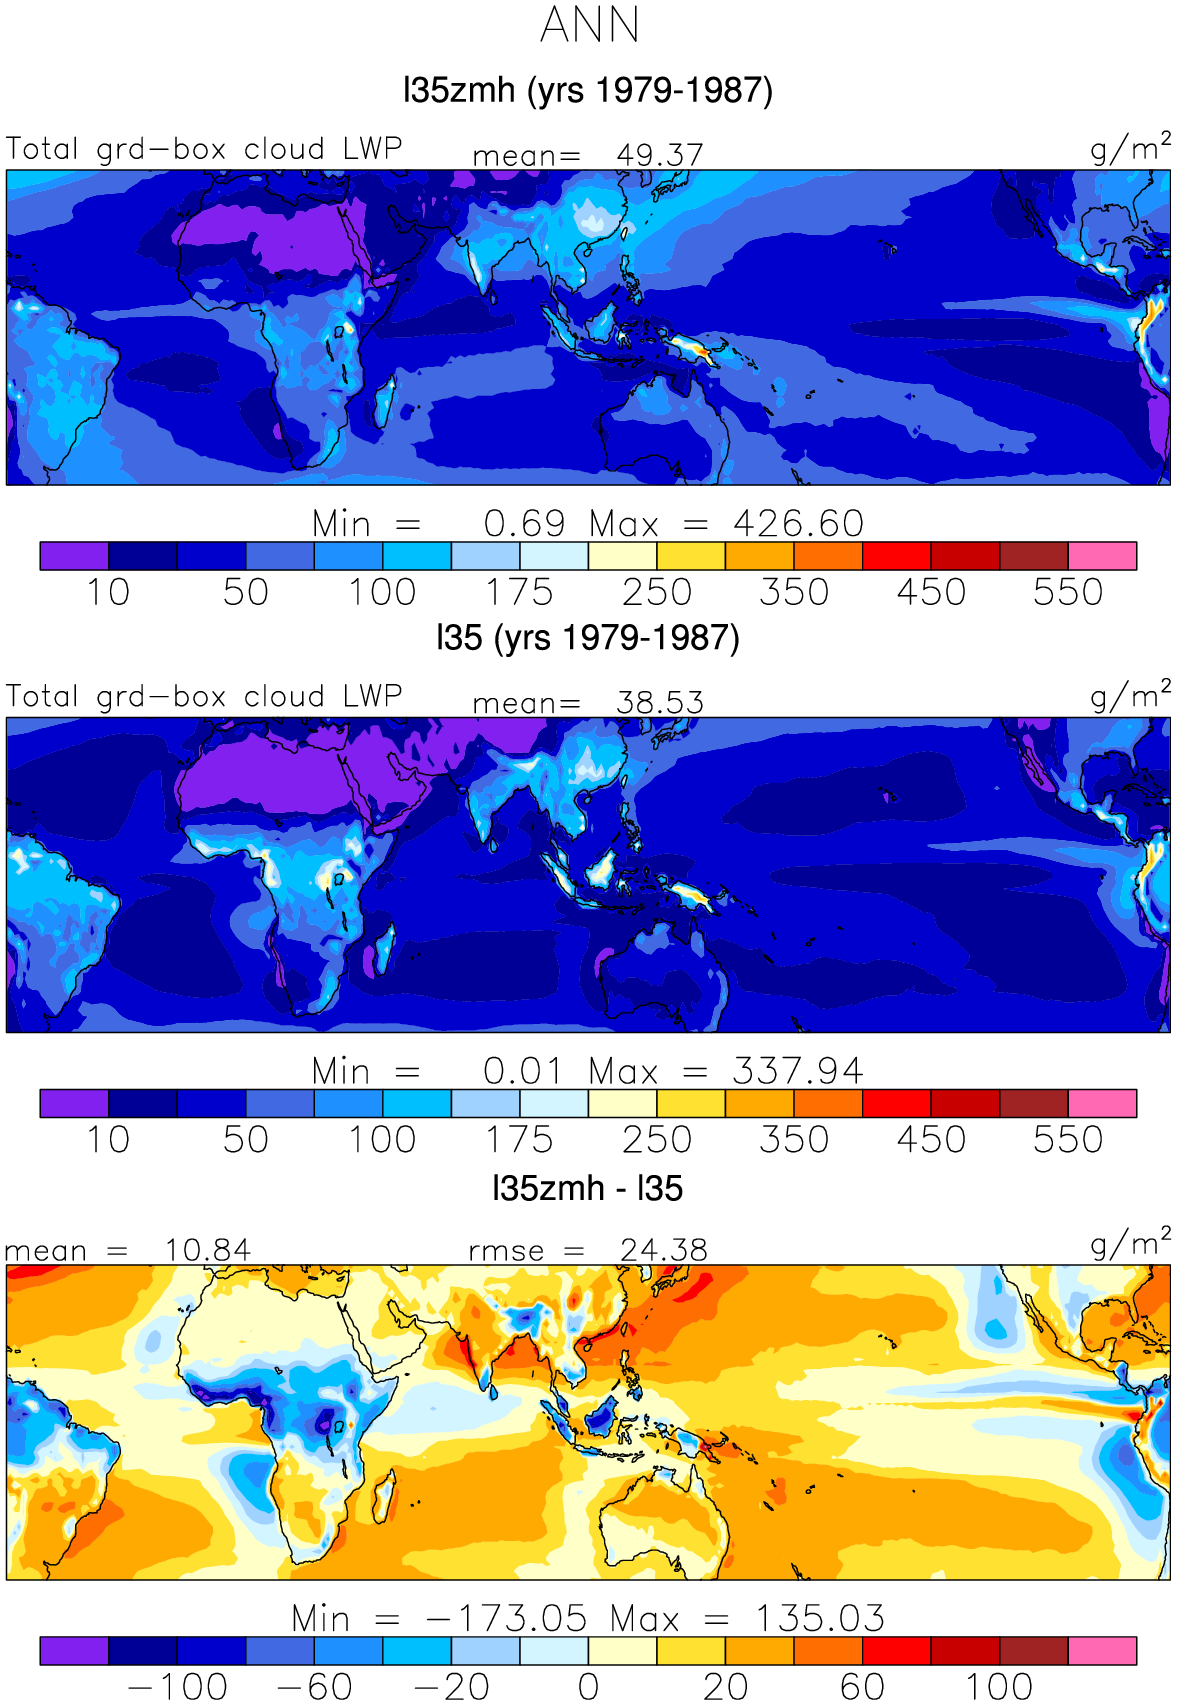 ANN
l35zmh (yrs 1979-1987)
Total grd-box cloud LWP mean= 49.37 g/m²
Min = 0.69 Max = 426.60
10 50 100 175 250 350 450 550
l35 (yrs 1979-1987)
Total grd-box cloud LWP mean= 38.53 g/m²
Min = 0.01 Max = 337.94
10 50 100 175 250 350 450 550
l35zmh - l35
mean = 10.84 rmse = 24.38 g/m²
Min = -173.05 Max = 135.03
-100 -60 -20 0 20 60 100